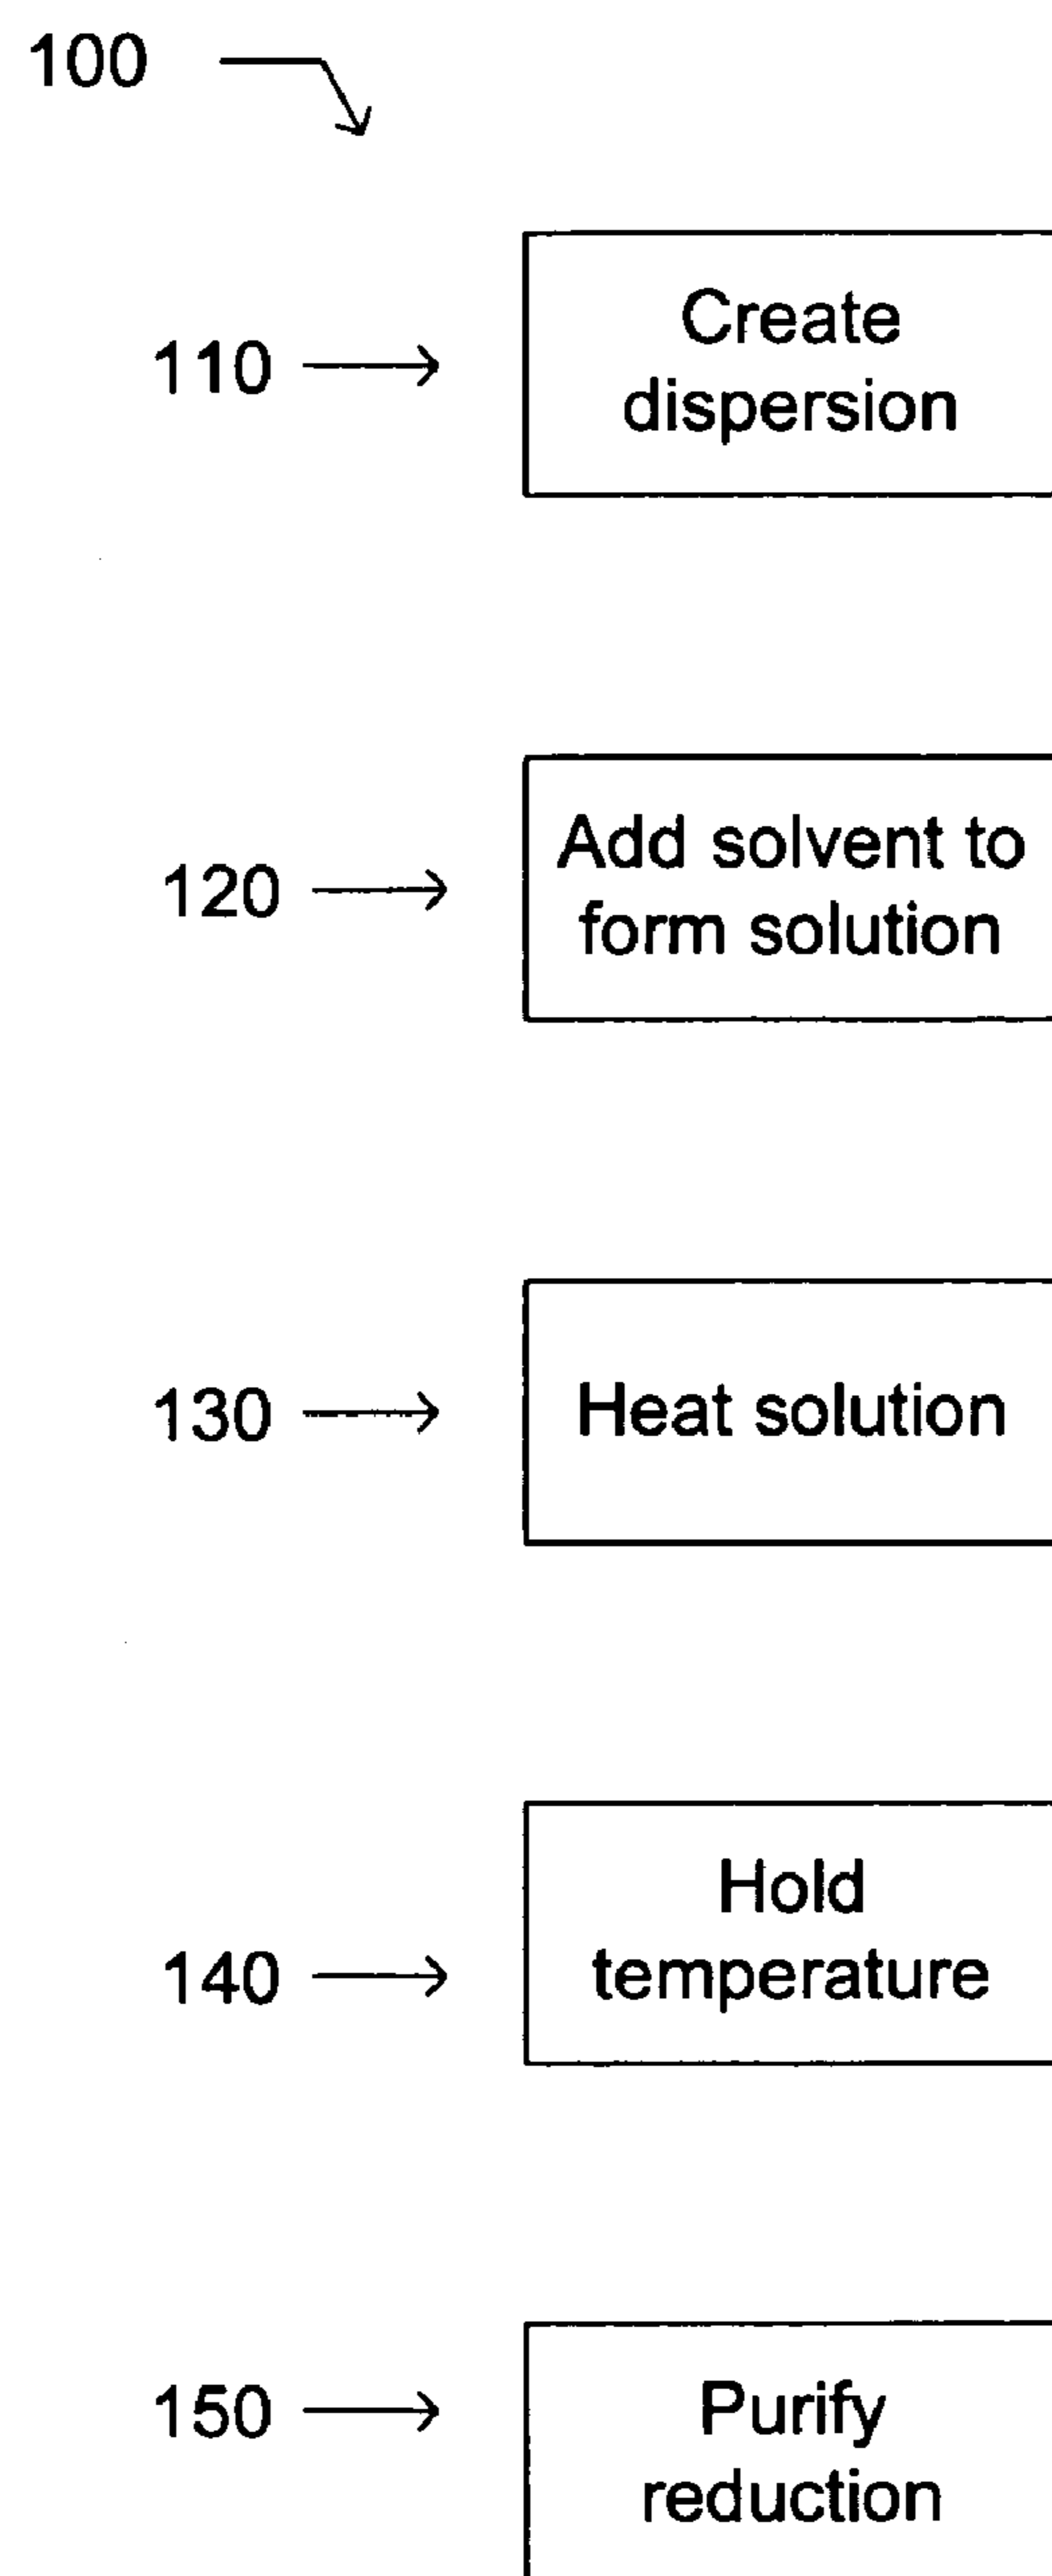 100
110
Create
dispersion
120
Add solvent to
form solution
130
Heat solution
Hold
140
temperature
150
Purify
reduction